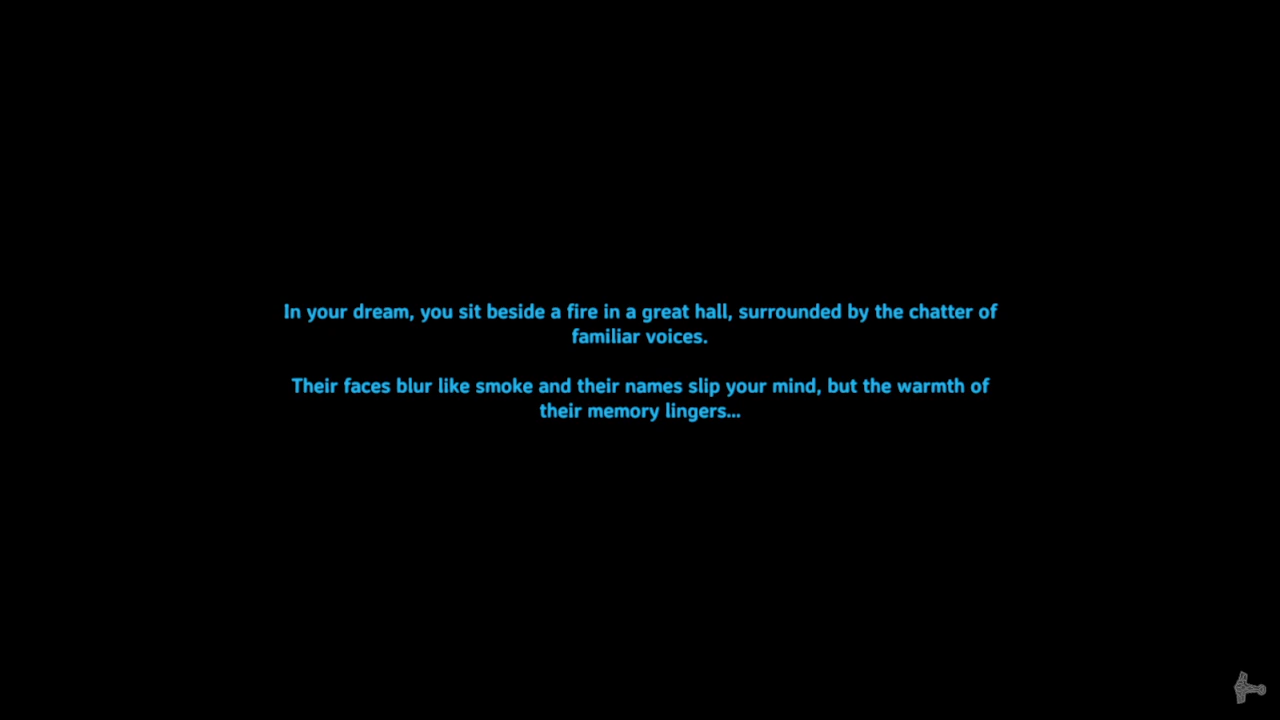 In your dream, you sit beside a fire in a great hall, surrounded by the chatter of
familiar voices.
Their faces blur like smoke and their names slip your mind, but the warmth of
their memory lingers...